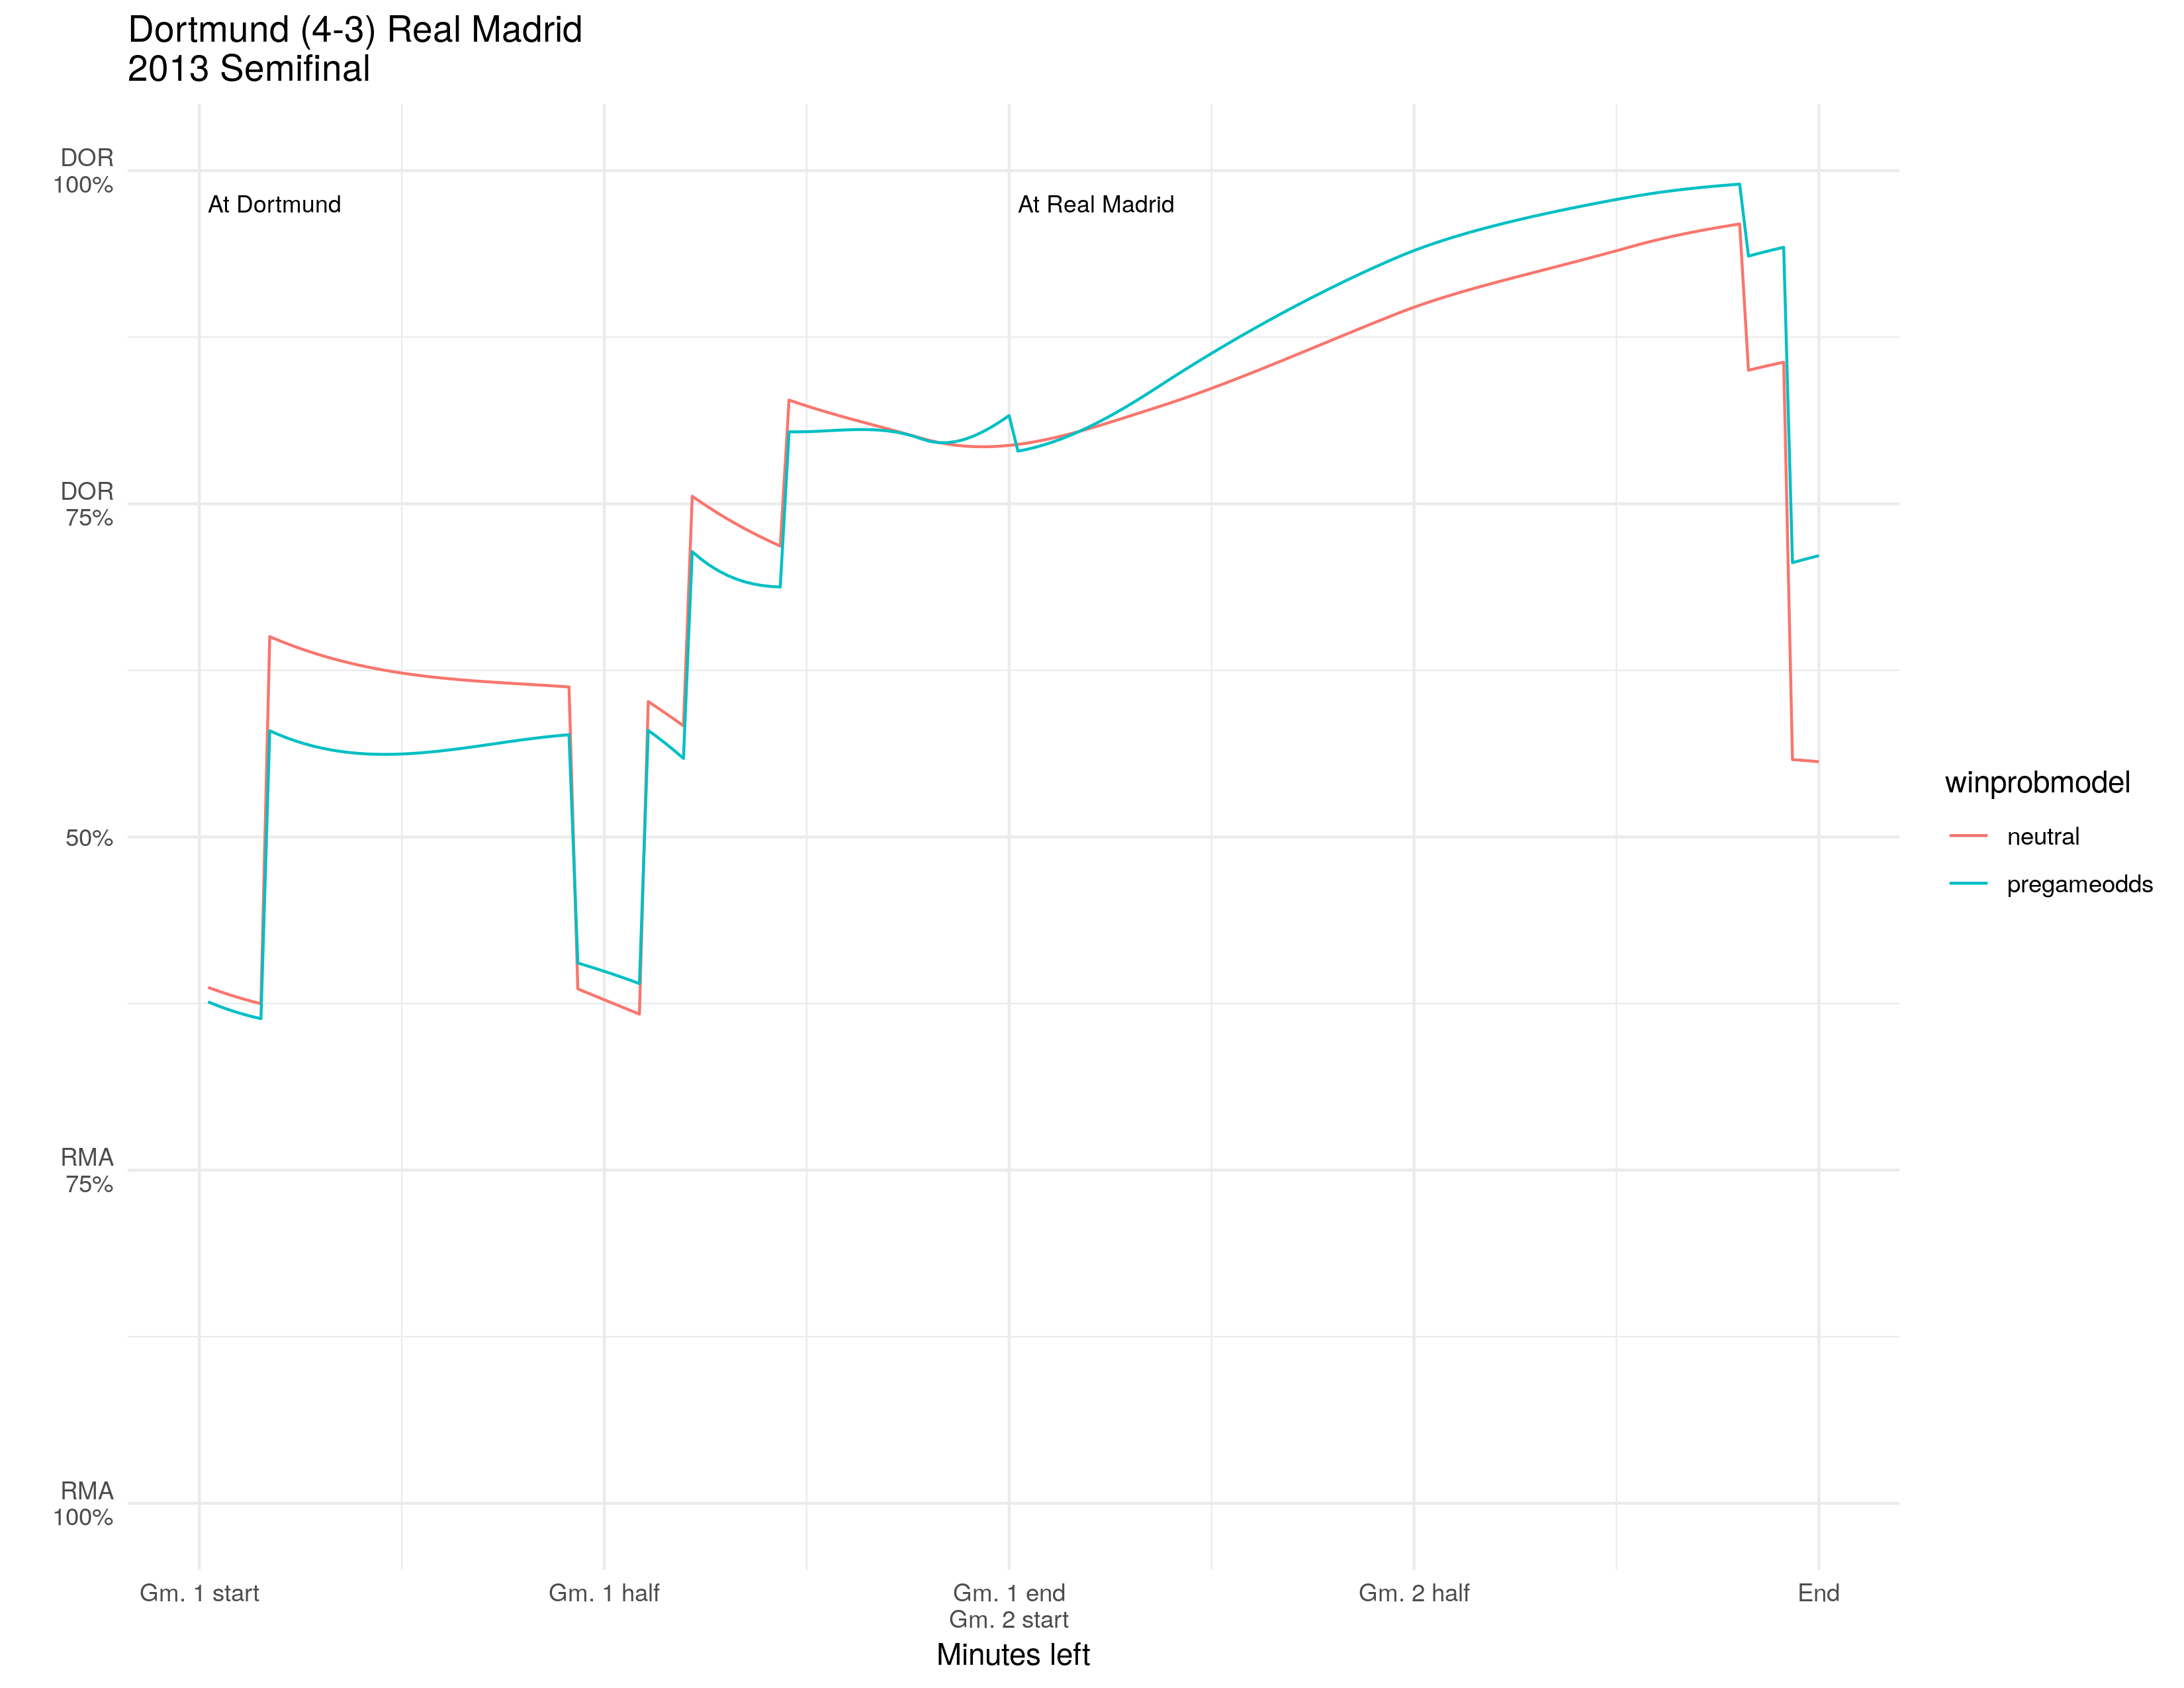 Dortmund (4-3) Real Madrid
2013 Semifinal
DOR
100%
At Dortmund
At Real Madrid
DOR
75%
50%
RMA
75%
RMA
100%
winprobmodel
neutral
pregameodds
Gm. 1 start
Gm. 1 half
Gm. 1 end
Gm. 2 start
Gm. 2 half
End
Minutes left